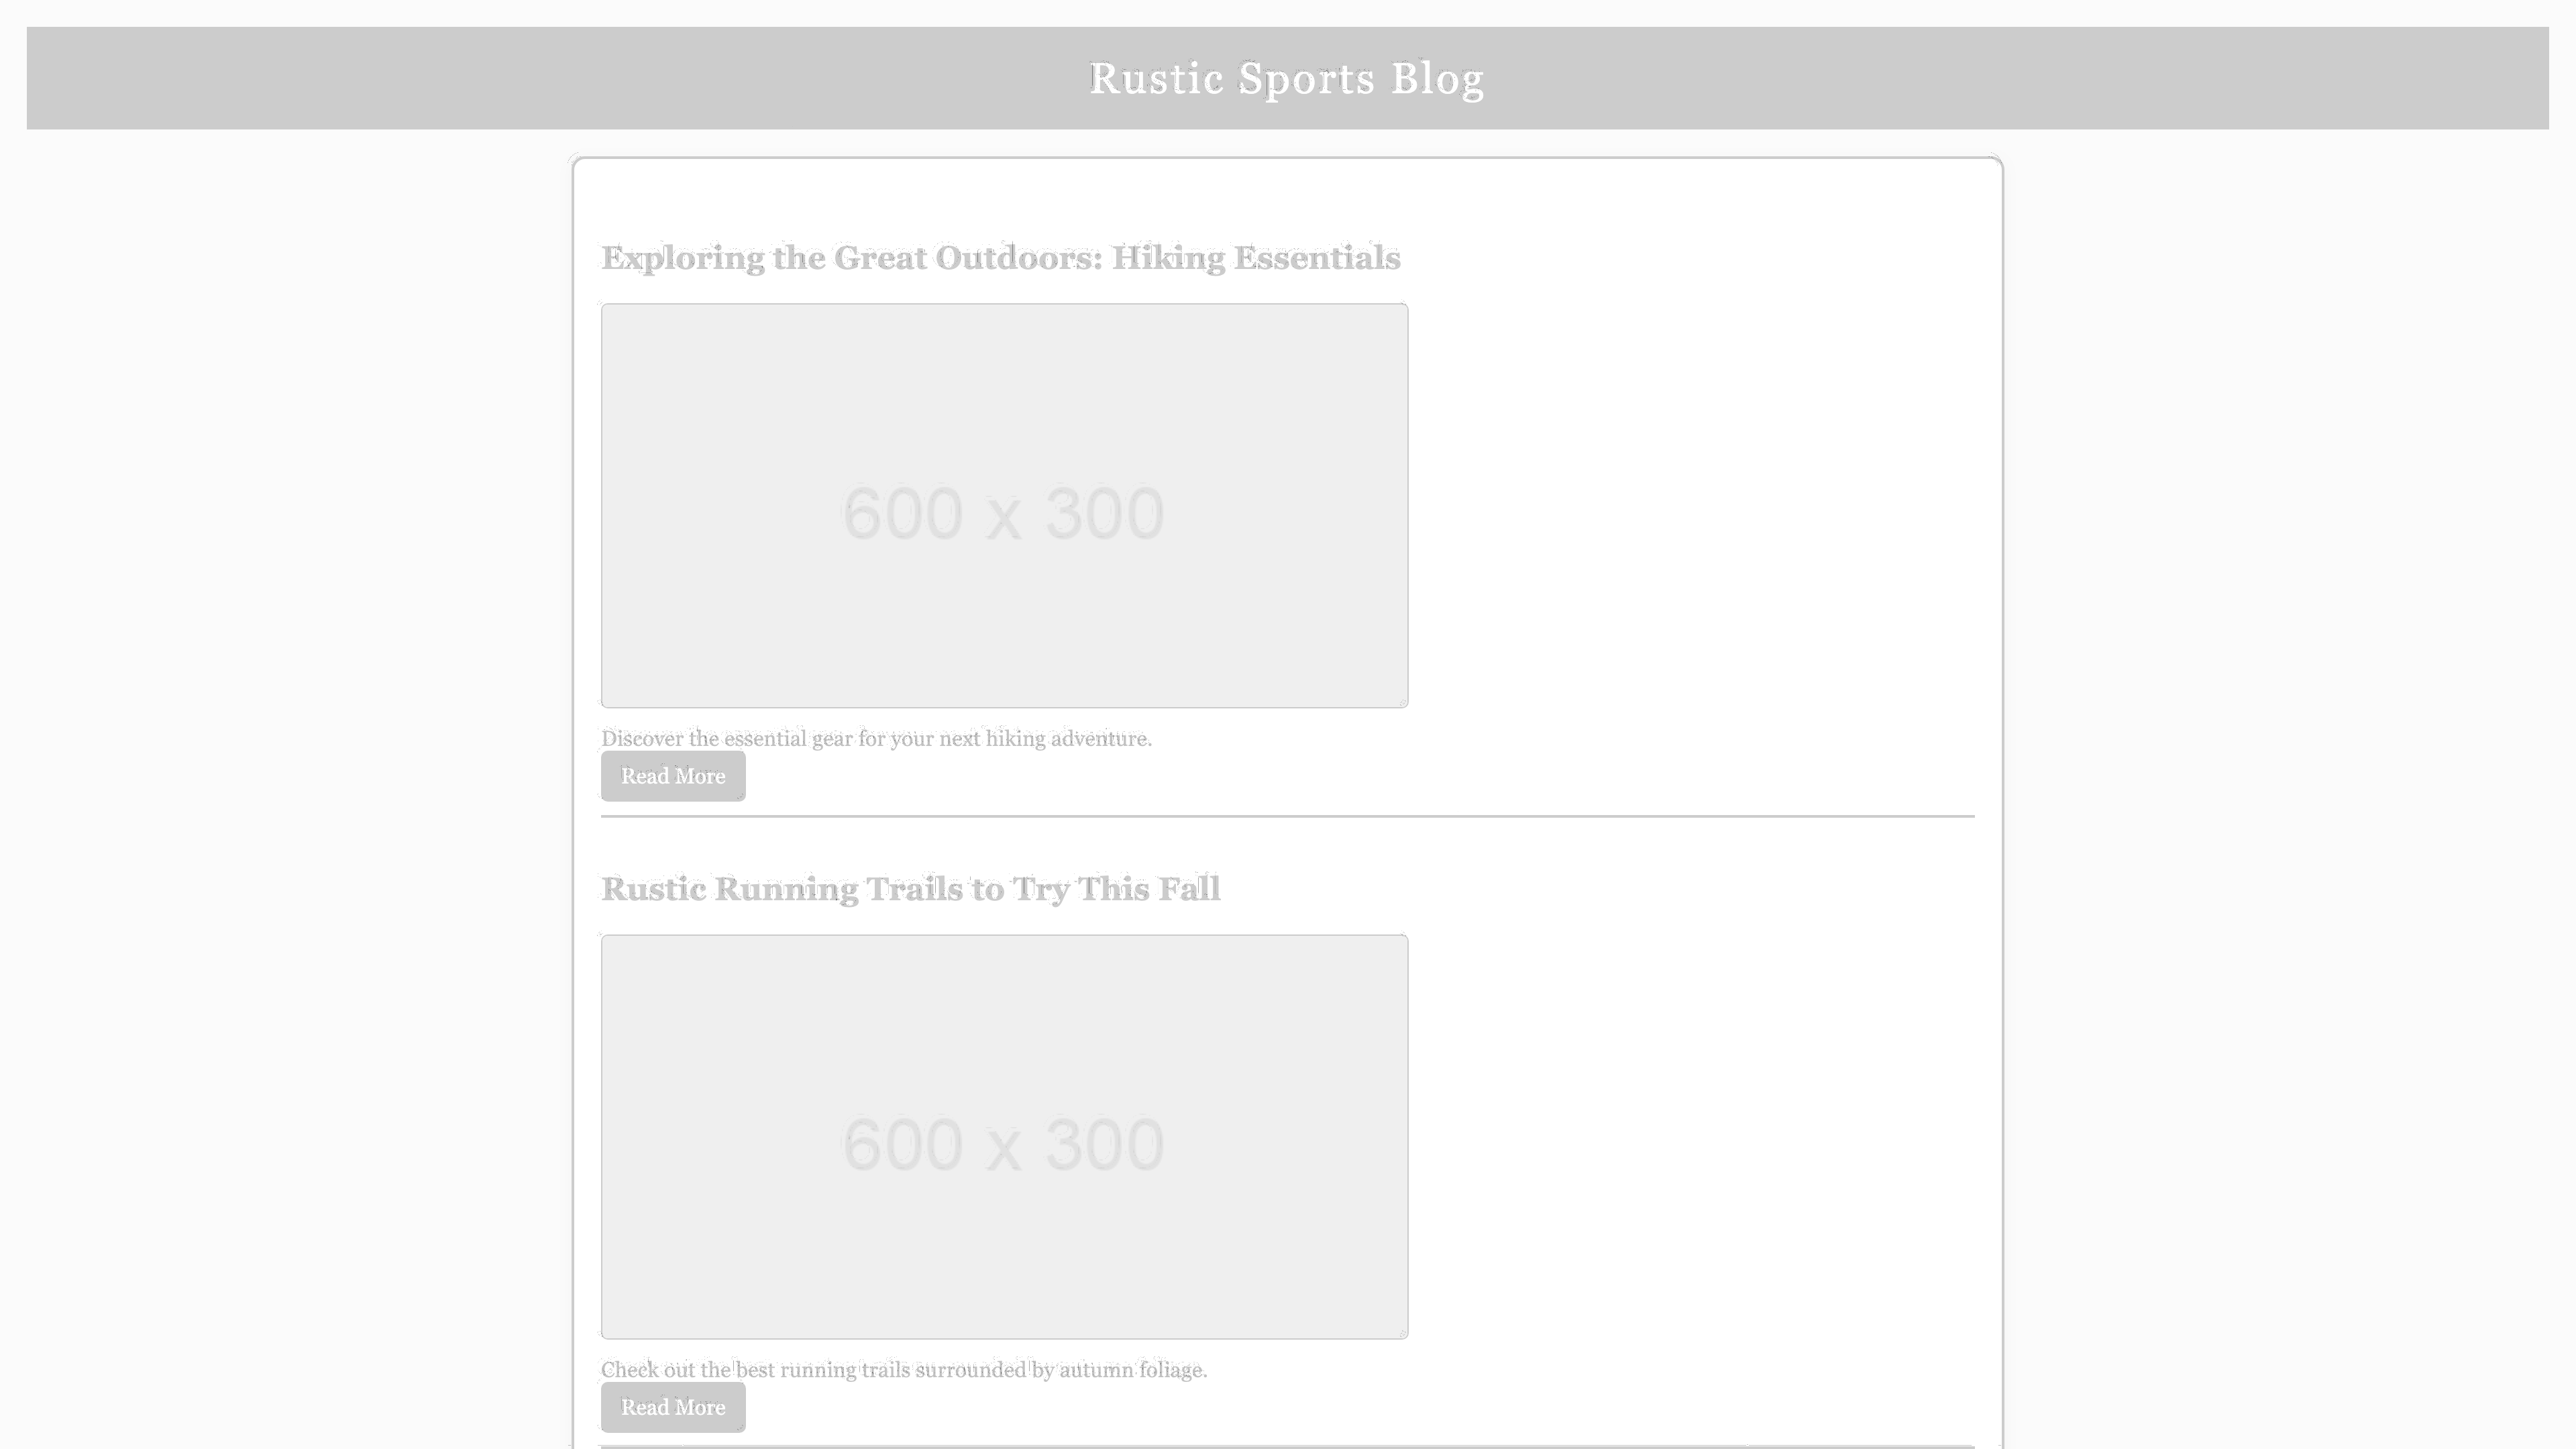 Rustic Sports Blog
Exploring the Great Outdoors: Hiking Essentials
600 x 300
Discover the essential gear for your next hiking adventure.
Read More
Rustic Running Trails to Try This Fall
600 x 300
Check out the best running trails surrounded by autumn foliage.
Read More